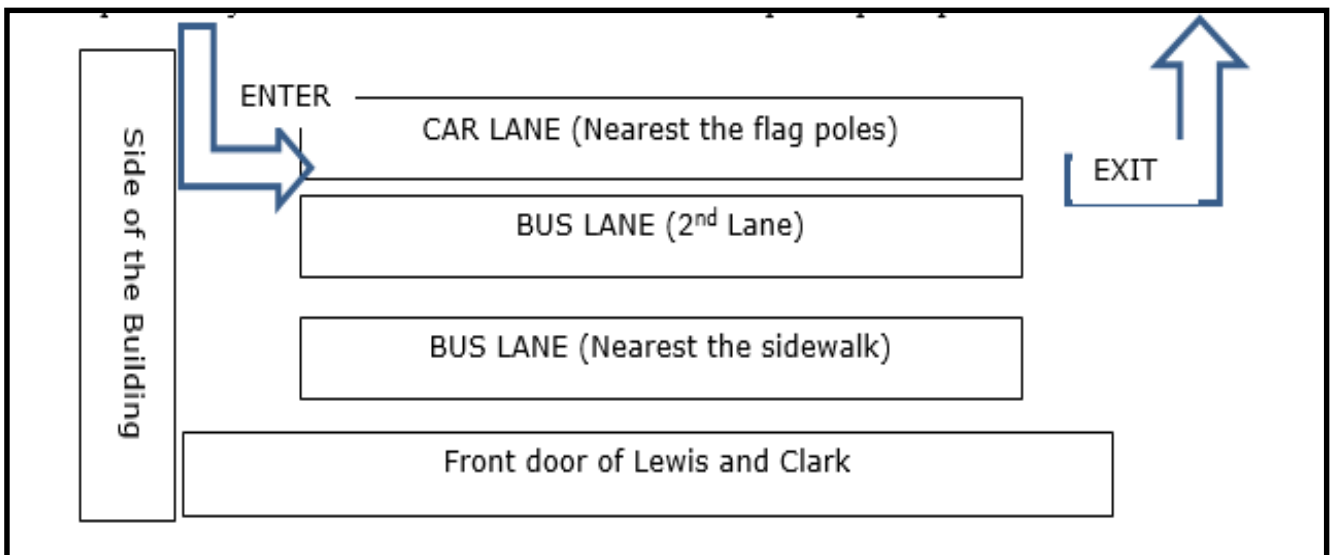 ENTER
CAR LANE (Nearest the flag poles)
EXIT
BUS LANE (2nd Lane)
Side of the Building
BUS LANE (Nearest the sidewalk)
Front door of Lewis and Clark